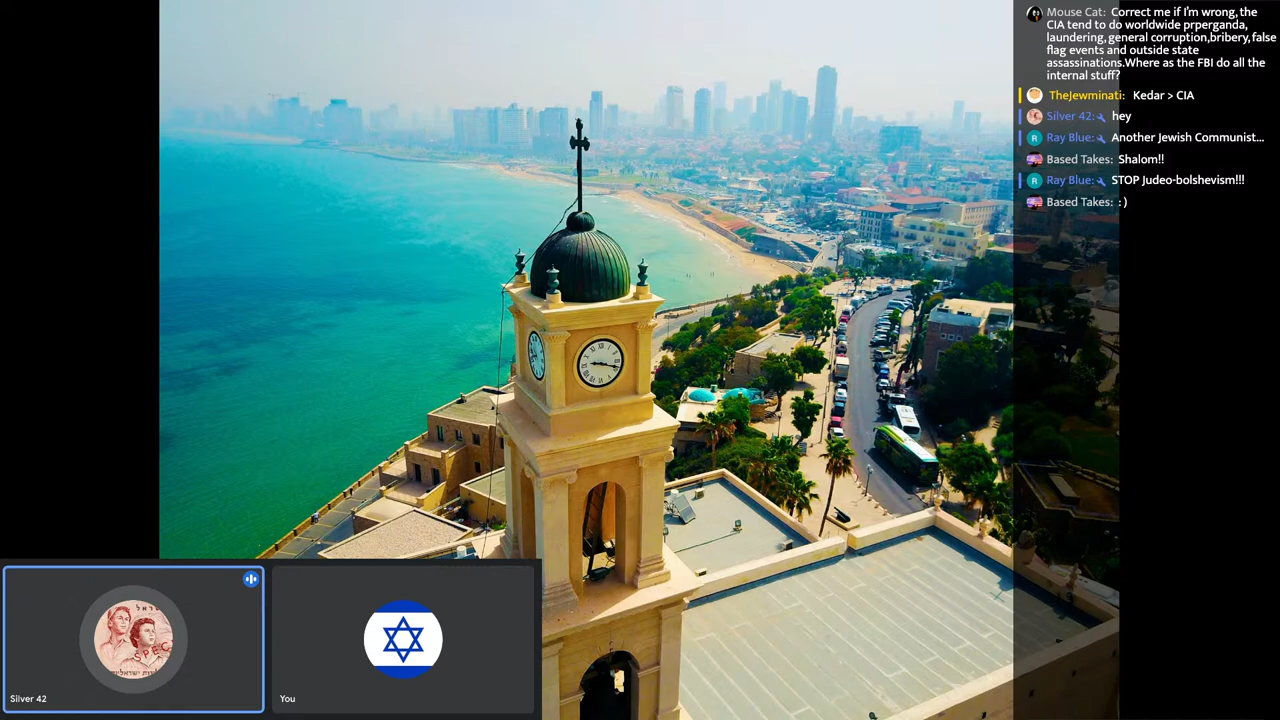 Mouse Cat: Correct me if I'm wrong, the
CIA tend to do worldwide prperganda,
laundering, general corruption,bribery, false
flag events and outside state
assassinations.Where as the FBI do all the
internal stuff?
TheJewminati: Kedar > CIA
Silver 42: hey
Ray Blue: Another Jewish Communist...
Based Takes: Shalom!!
Ray Blue: STOP Judeo-bolshevism!!!
Based Takes: : )
SPEC
Silver 42
You